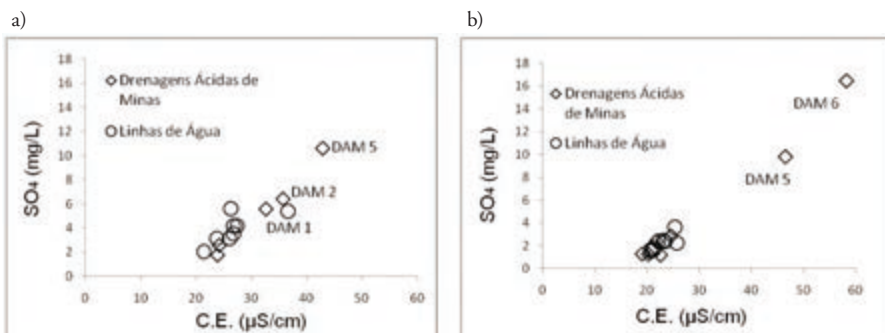 a)
18
16
14
12
10
8
6
4
2
0
SO4 (mg/L)
Drenagens Ácidas de
Minas
Linhas de Água
DAM 5
DAM 2
DAM 1
0 10 20 30 40 50 60
C.E. (µS/cm)
b)
18
16
14
12
10
8
6
4
2
0
SO4 (mg/L)
Drenagens Ácidas
de Minas
Linhas de Água
DAM 6
DAM 5
0 10 20 30 40 50 60
C.E. (µS/cm)